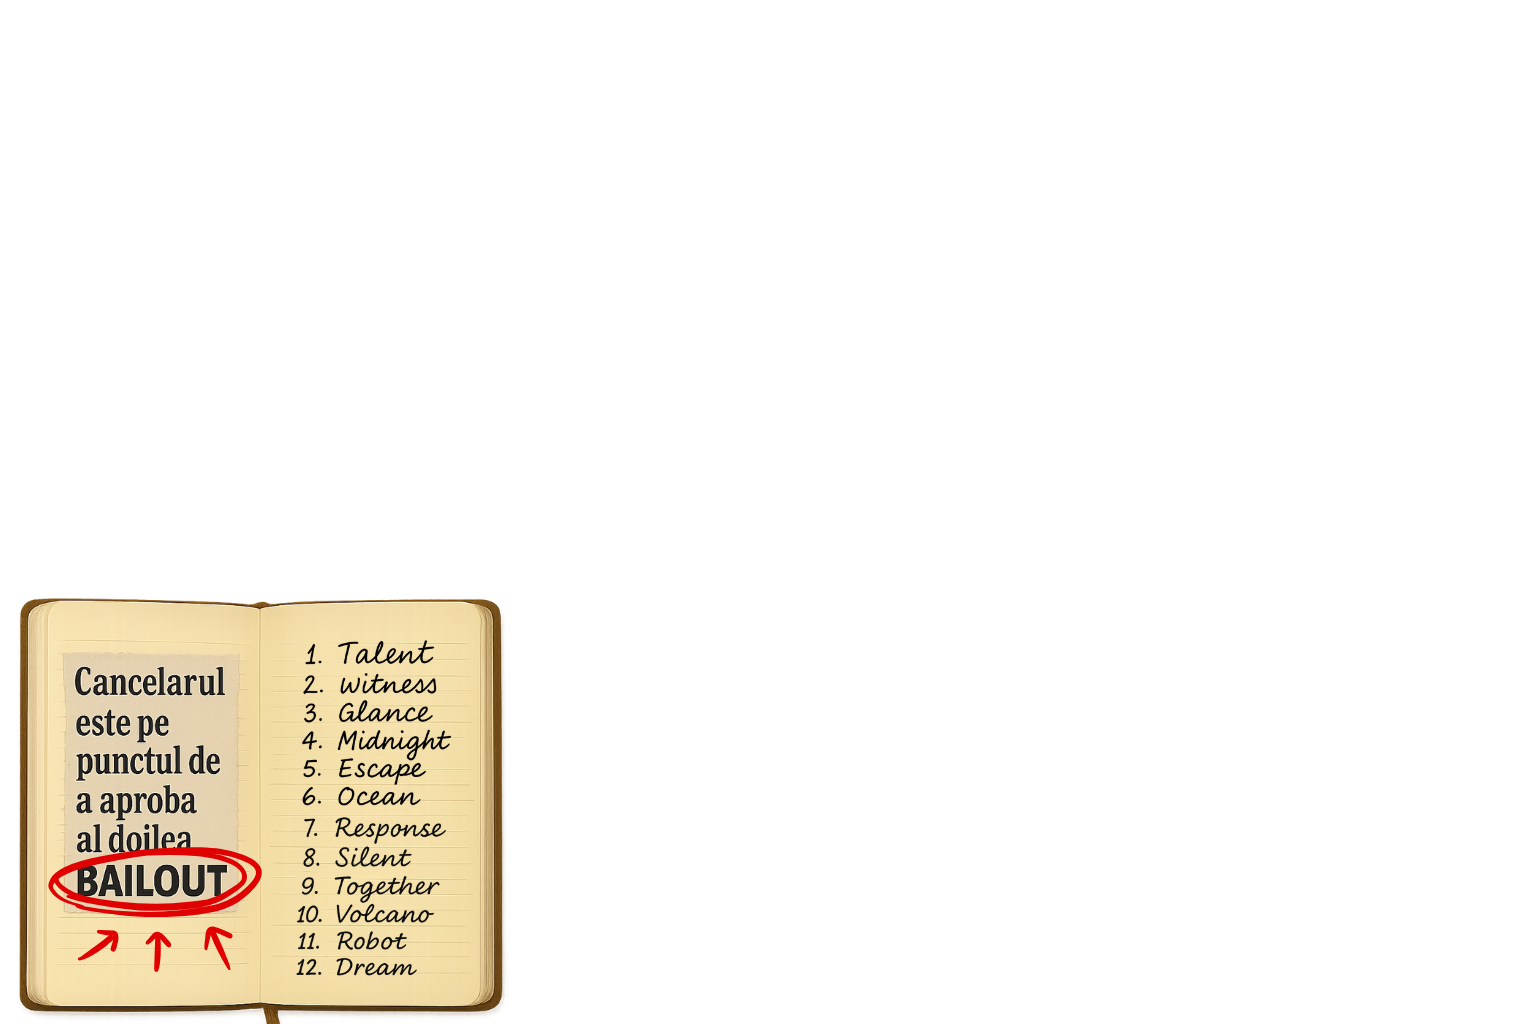 Cancelarul
este pe
punctul de
a aproba
al doilea
BAILOUT
1. Talent
2. Witness
3. Glance
4. Midnight
5. Escape
6. Ocean
7. Response
8. Silent
9. Together
10. Volcano
11. Robot
12. Dream